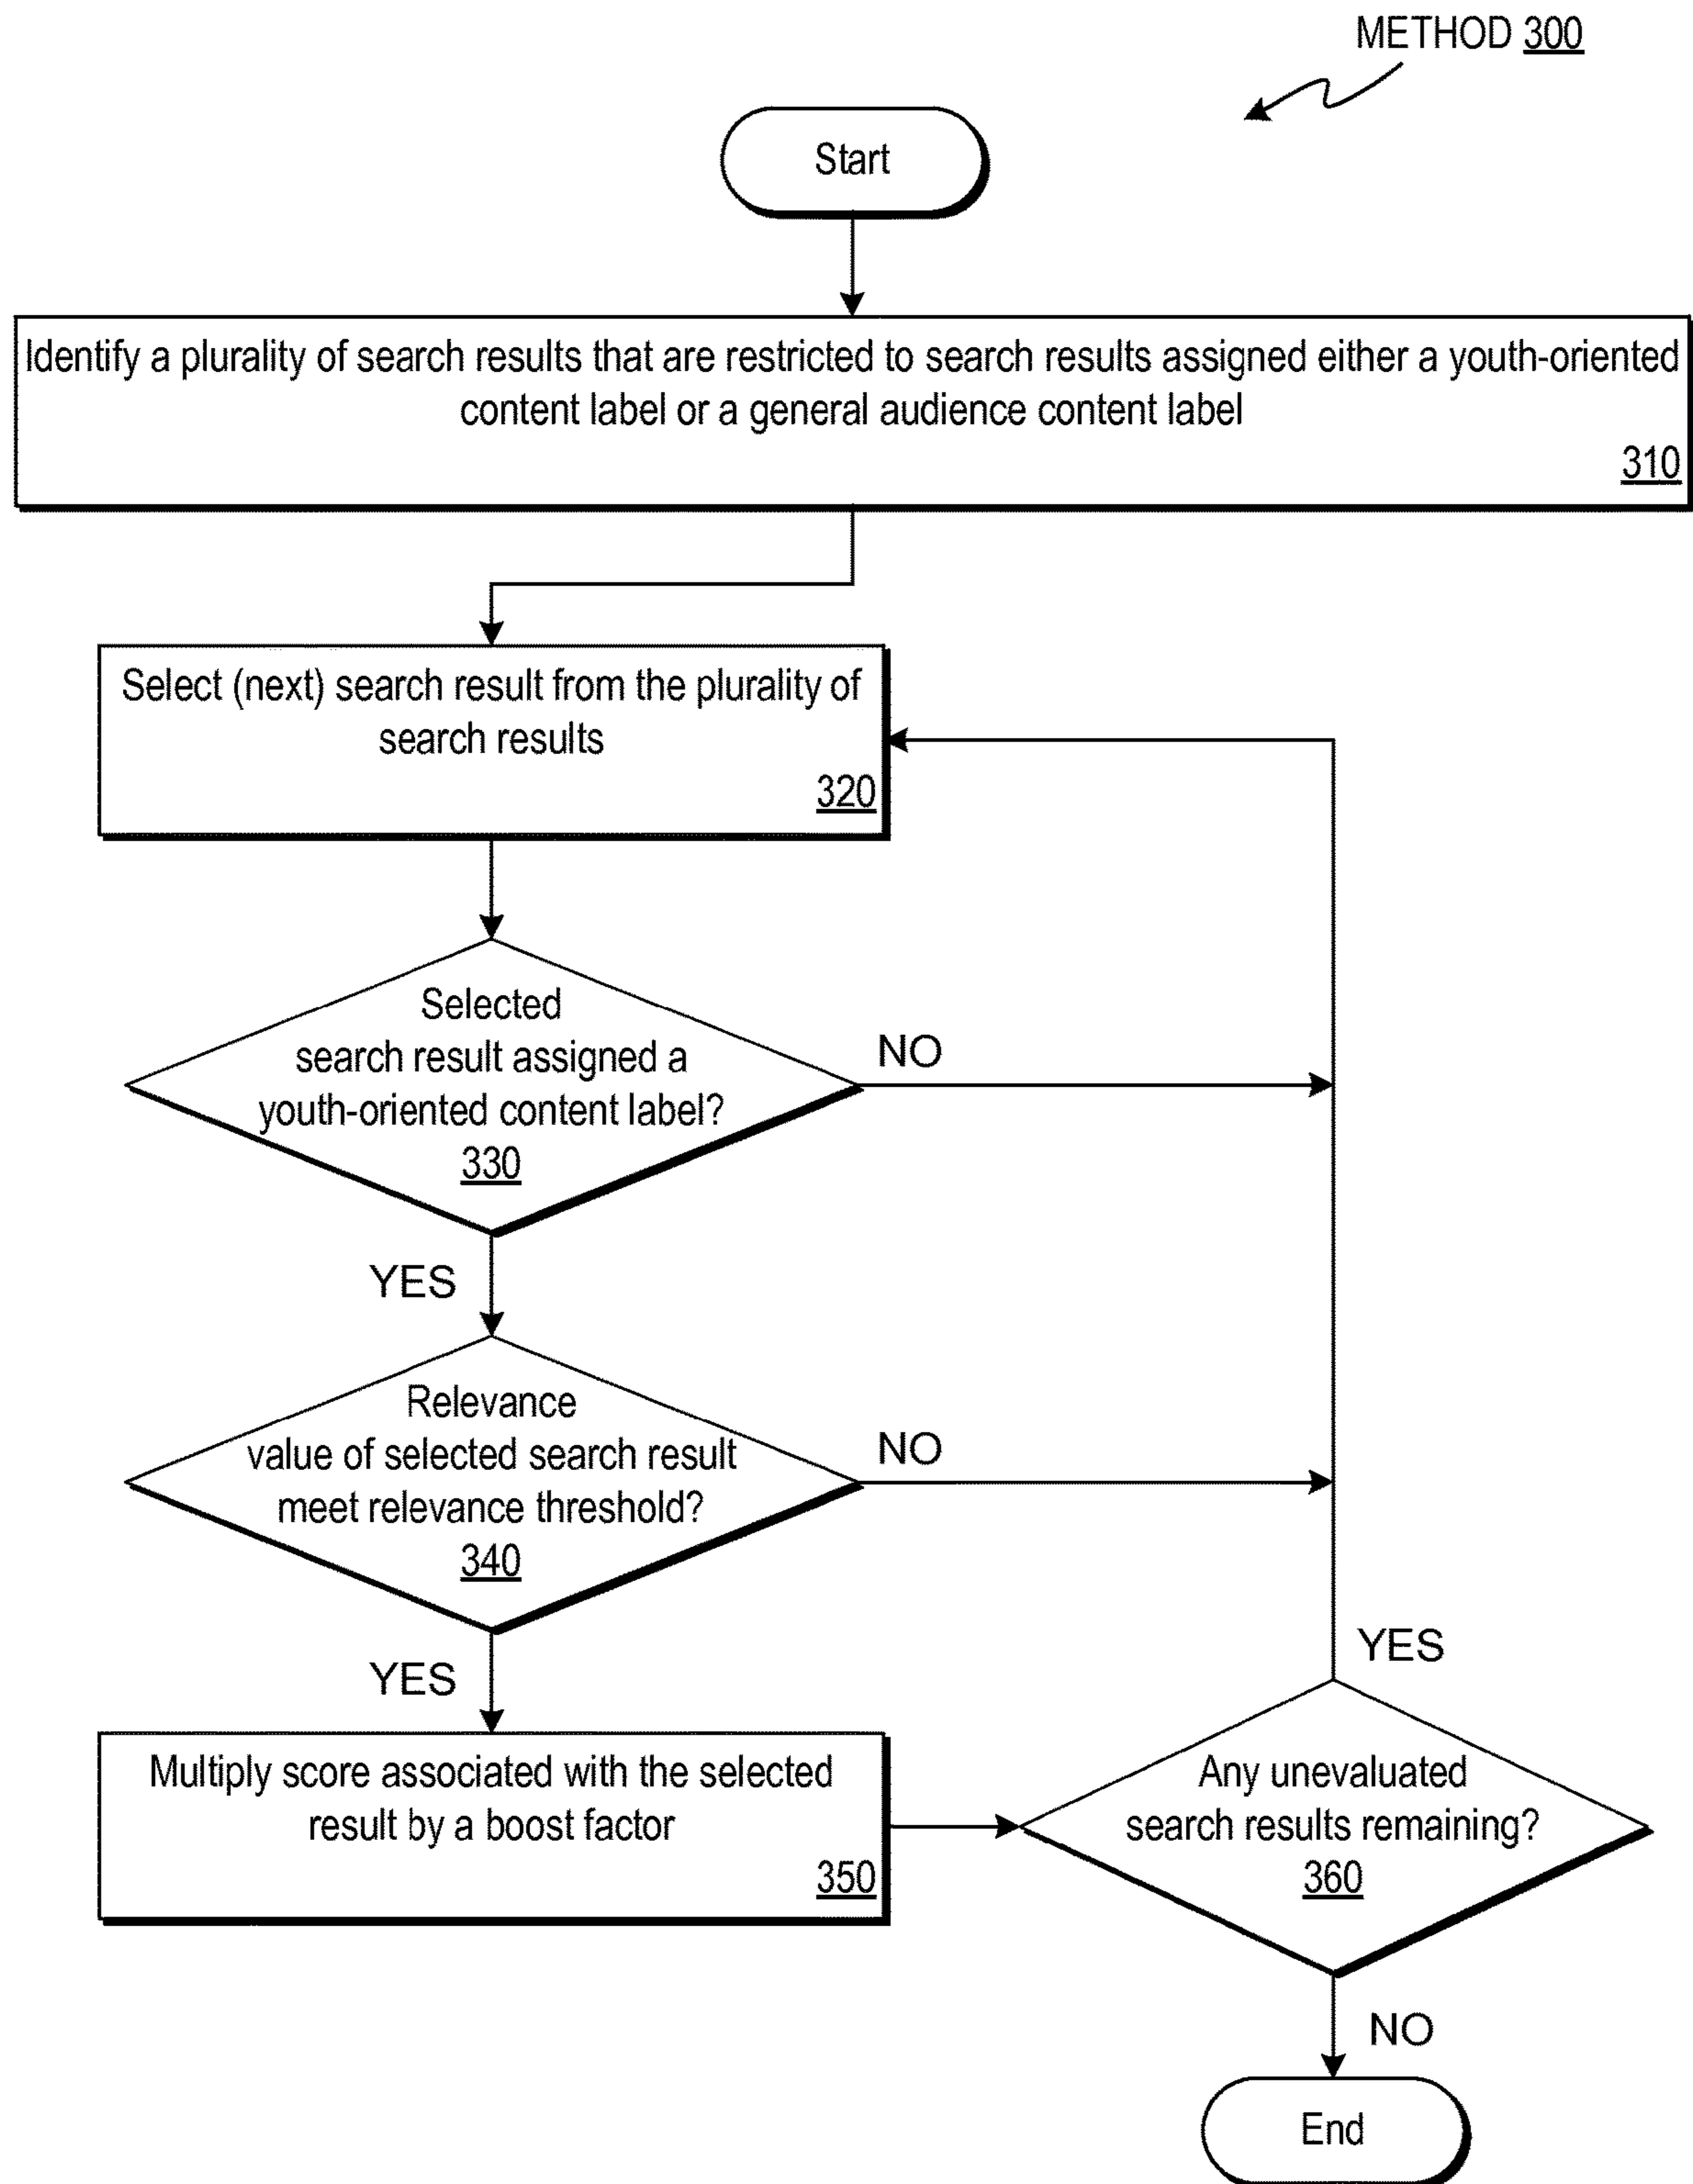 METHOD 300
Start
Identify a plurality of search results that are restricted to search results assigned either a youth-oriented
content label or a general audience content label
310
Select (next) search result from the plurality of
search results
320
Selected
search result assigned a
youth-oriented content label?
330
NO
YES
Relevance
value of selected search result
meet relevance threshold?
340
NO
YES
Multiply score associated with the selected
result by a boost factor
350
YES
Any unevaluated
search results remaining?
360
NO
End